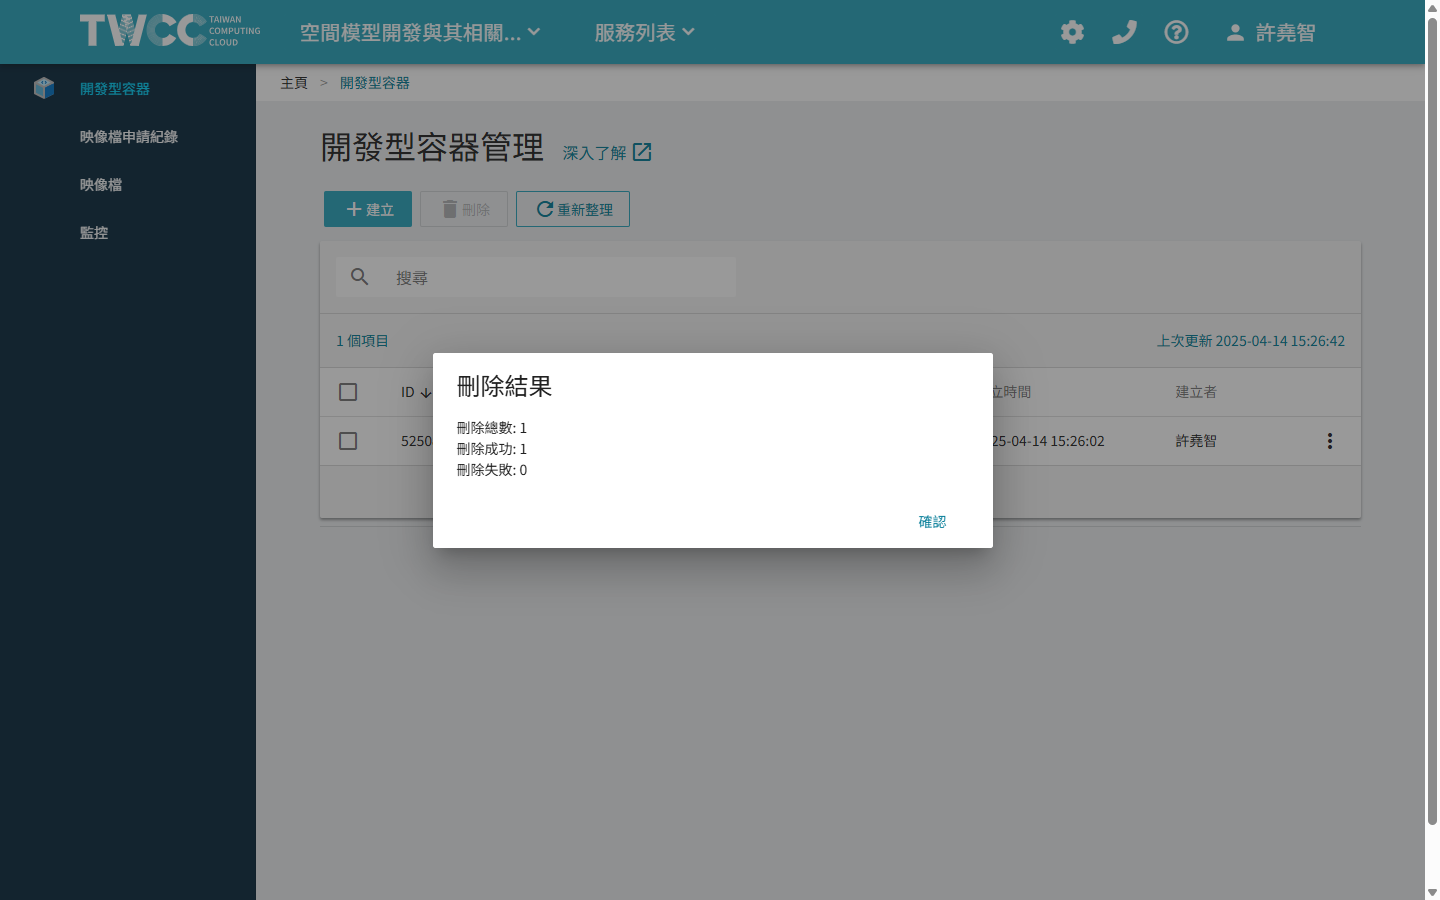 TWCC TAIWAN COMPUTING CLOUD
空間模型開發與其相關...
服務列表
許堯智
開發型容器
映像檔申請紀錄
映像檔
監控
主頁 > 開發型容器
開發型容器管理 深入了解
建立 刪除 重新整理
搜尋
1 個項目 上次更新 2025-04-14 15:26:42
ID 立時間 建立者
5250 25-04-14 15:26:02 許堯智
刪除結果
刪除總數: 1
刪除成功: 1
刪除失敗: 0
確認